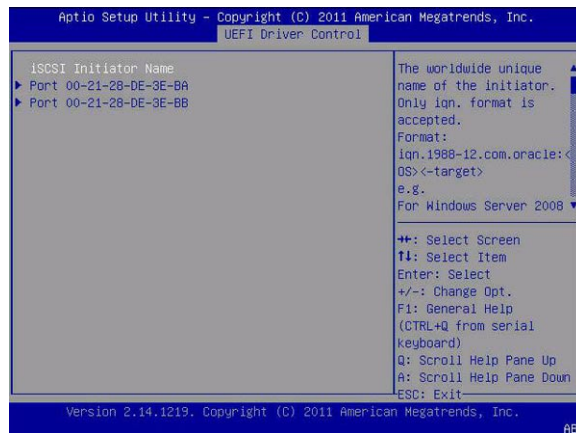 Aptio Setup Utility – Copyright (C) 2011 American Megatrends, Inc.
UEFI Driver Control
iSCSI Initiator Name
Port 00-21-28-DE-3E-BA
Port 00-21-28-DE-3E-BB
The worldwide unique
name of the initiator.
Only iqn. format is
accepted.
Format:
iqn.1988-12.com.oracle:<
OS><-target>
e.g.
For Windows Server 2008
→←: Select Screen
↑↓: Select Item
Enter: Select
+/-: Change Opt.
F1: General Help
(CTRL+Q from serial
keyboard)
Q: Scroll Help Pane Up
A: Scroll Help Pane Down
ESC: Exit
Version 2.14.1219. Copyright (C) 2011 American Megatrends, Inc.
AB